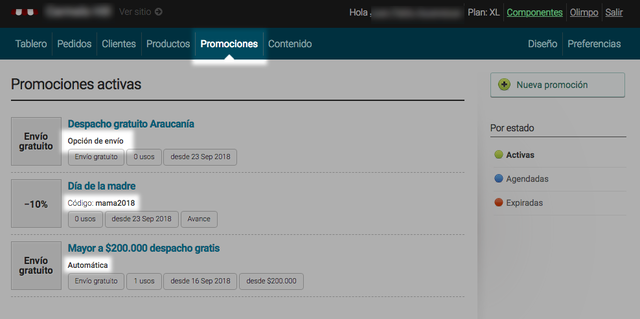 Ver sitio
Hola , Plan: XL Componentes Olimpo Salir
Tablero Pedidos Clientes Productos Promociones Contenido Diseño Preferencias
Promociones activas
Nueva promoción
Envío gratuito
Despacho gratuito Araucanía
Opción de envío
Envío gratuito 0 usos desde 23 Sep 2018
Por estado
Activas
Agendadas
Expiradas
−10%
Día de la madre
Código: mama2018
0 usos desde 23 Sep 2018 Avance
Envío gratuito
Mayor a $200.000 despacho gratis
Automática
Envío gratuito 1 usos desde 16 Sep 2018 desde $200.000